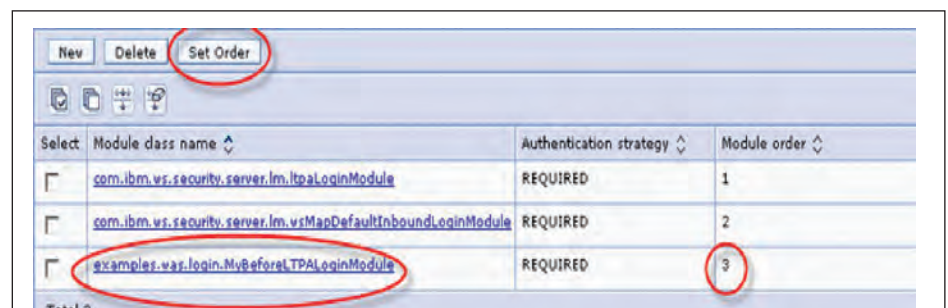 New Delete Set Order
Select Module class name Authentication strategy Module order
com.ibm.ws.security.server.lm.ltpaLoginModule REQUIRED 1
com.ibm.ws.security.server.lm.wsMapDefaultInboundLoginModule REQUIRED 2
examples.was.login.MyBeforeLTPALoginModule REQUIRED 3
Total